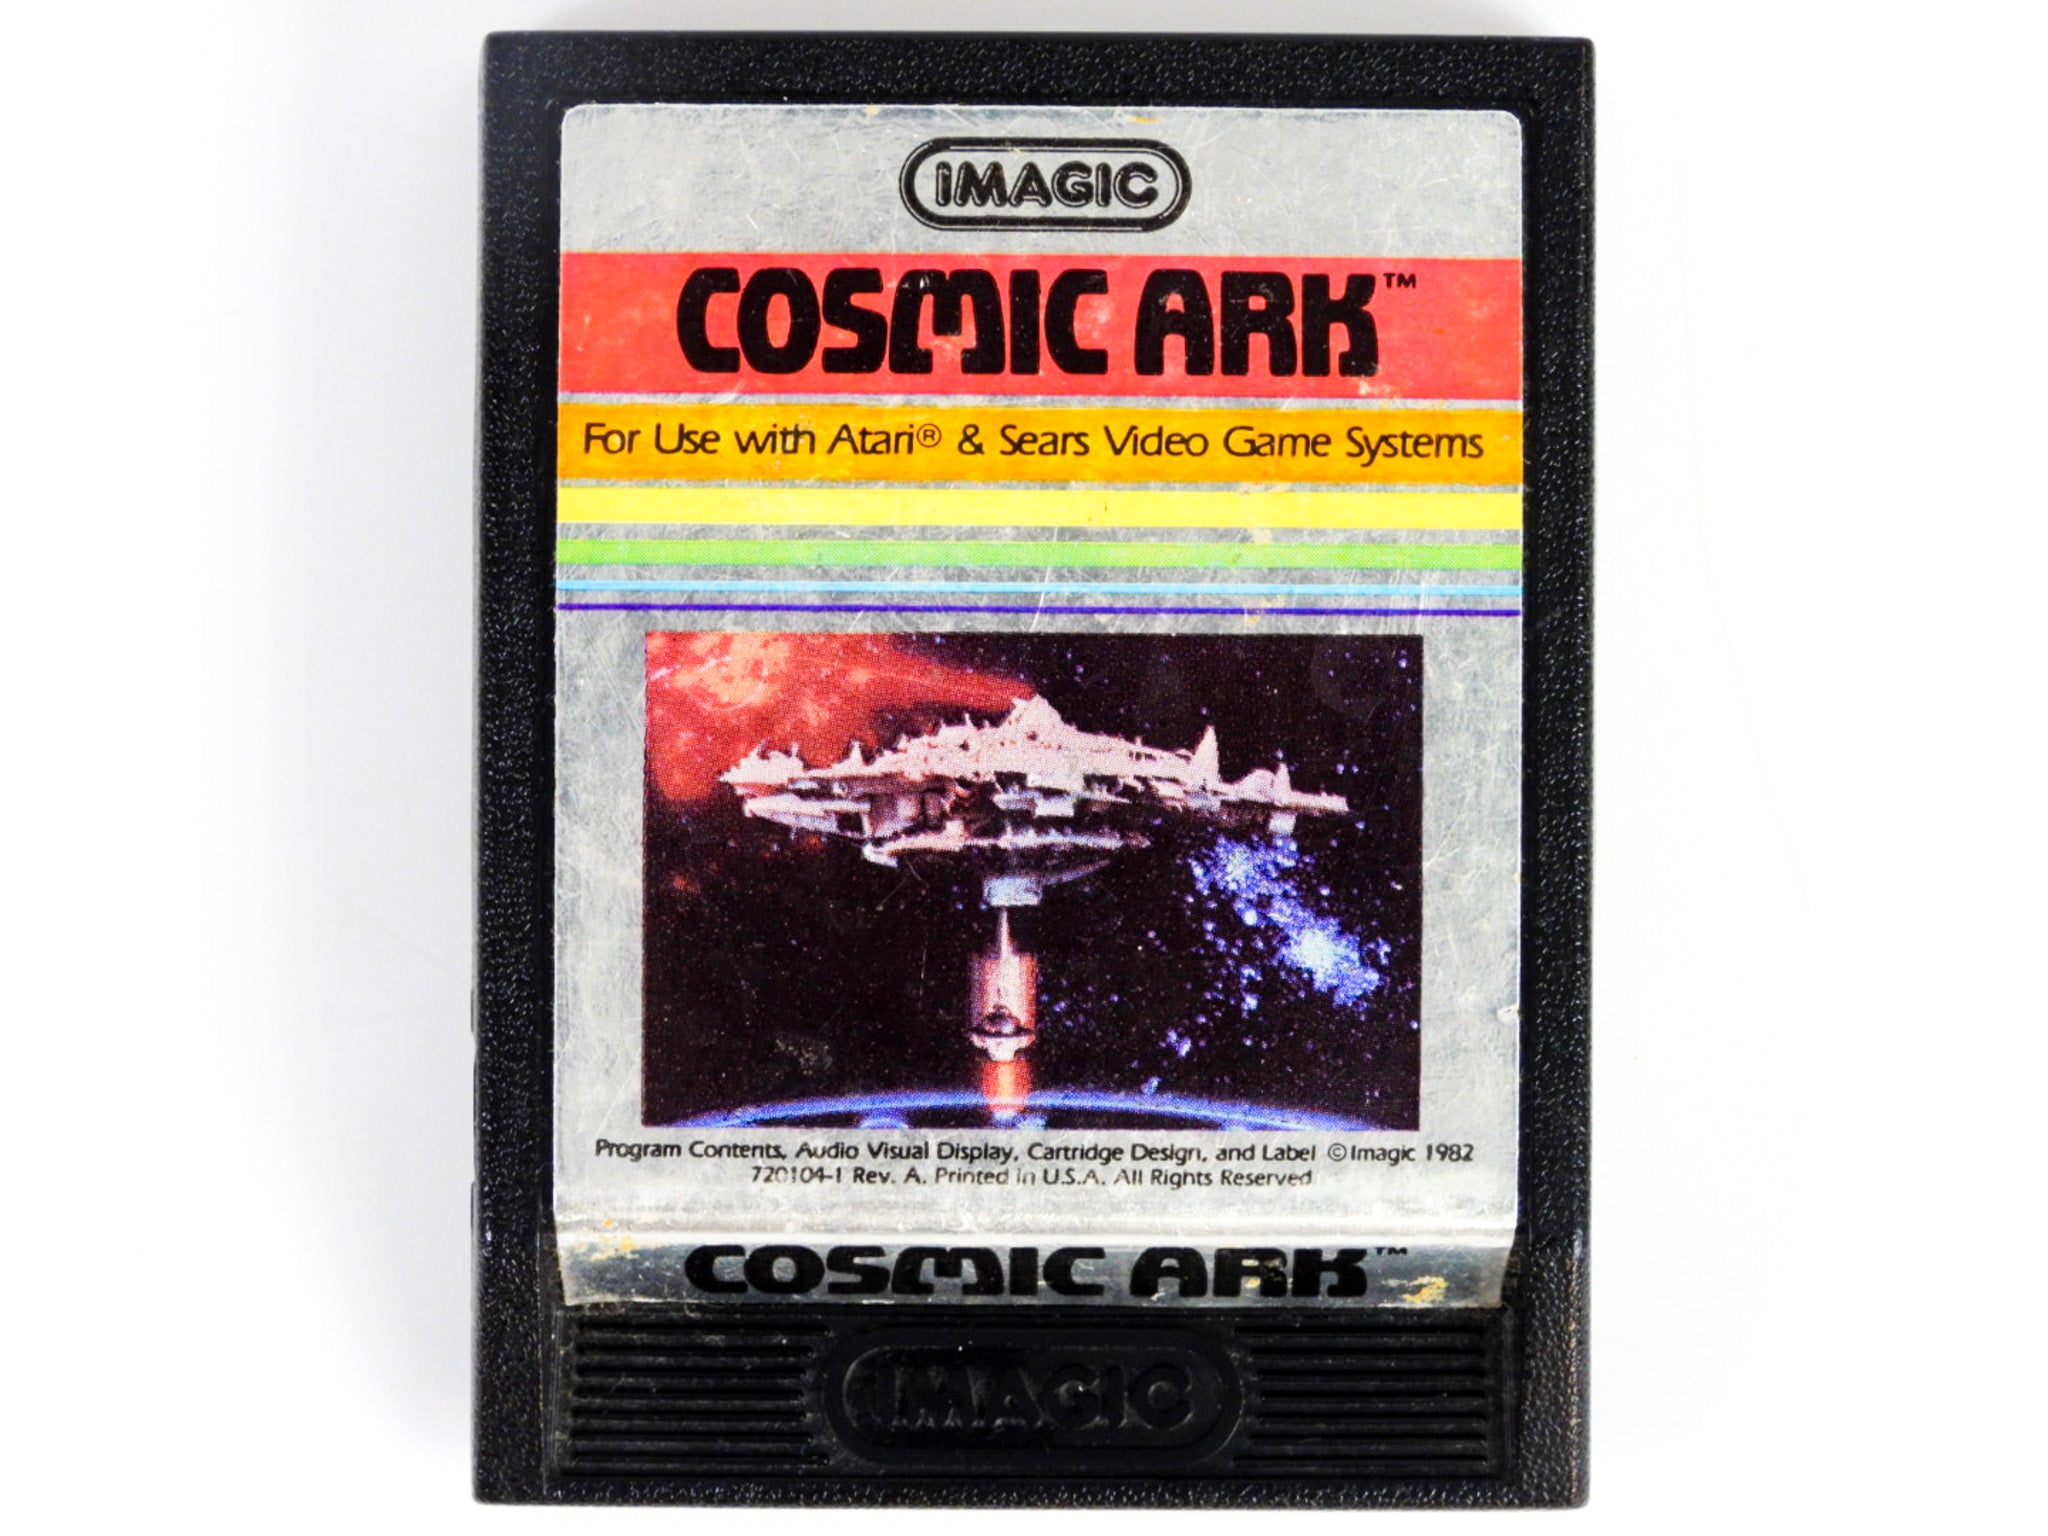 IMAGIC
COSMIC ARK™
For Use with Atari® & Sears Video Game Systems
Program Contents, Audio Visual Display, Cartridge Design, and Label ©Imagic 1982
720104-1 Rev. A. Printed in U.S.A. All Rights Reserved
COSMIC ARK™
IMAGIC